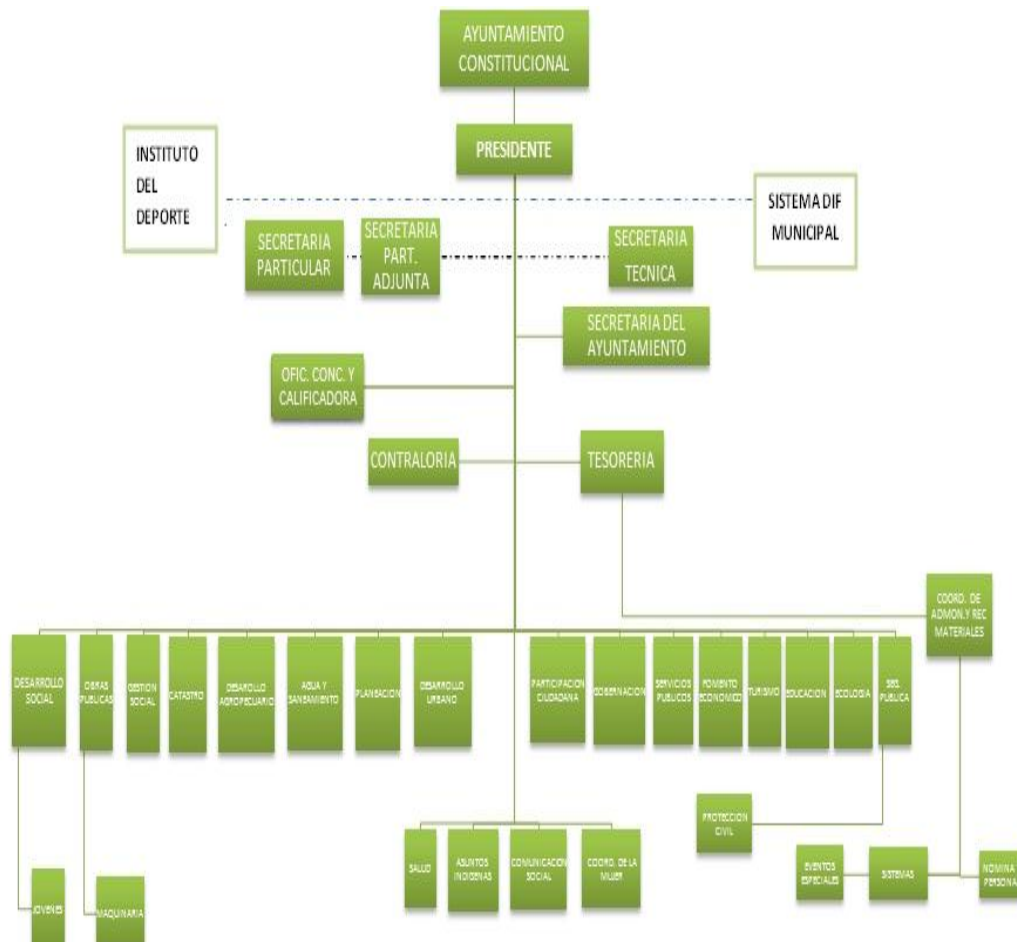 AYUNTAMIENTO
CONSTITUCIONAL
PRESIDENTE
INSTITUTO
DEL
DEPORTE
SISTEMA DIF
MUNICIPAL
SECRETARIA
PARTICULAR
SECRETARIA
PART.
ADJUNTA
SECRETARIA
TECNICA
SECRETARIA DEL
AYUNTAMIENTO
OFIC. CONC. Y
CALIFICADORA
CONTRALORIA
TESORERIA
COORD. DE
ADMON.Y REC
MATERIALES
DESARROLLO
SOCIAL
OBRAS
PUBLICAS
GESTION
SOCIAL
CATASTRO
DESAROLLO
AGROPECUARIO
AGUA Y
SANEAMIENTO
PLANEACION
DESARROLLO
URBANO
PARTICIPACION
CIUDADANA
GOBERNACION
SERVICIOS
PUBLICOS
FOMENTO
ECONOMICO
TURISMO
EDUCACION
ECOLOGIA
SEG.
PUBLICA
PROTECCION
CIVIL
SALUD
ASUNTOS
INDIGENAS
COMUNICACION
SOCIAL
COORD. DE LA
MUJER
EVENTOS
ESPECIALES
SISTEMAS
NOMINA Y
PERSONAL
JOVENES
MAQUINARIA